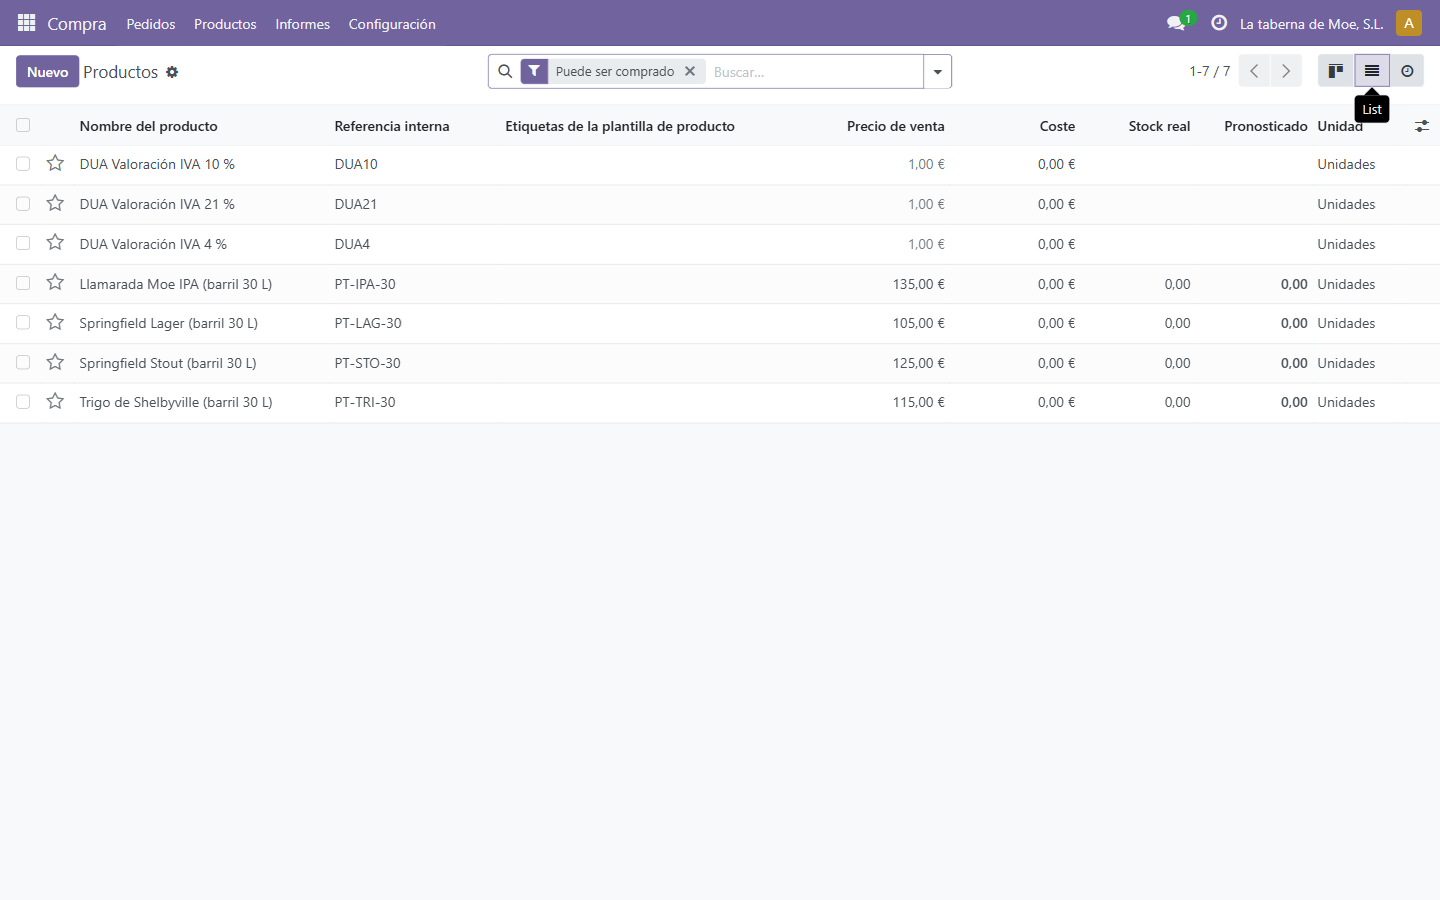 Compra Pedidos Productos Informes Configuración 1 La taberna de Moe, S.L. A
Nuevo Productos Puede ser comprado Buscar... 1-7 / 7
List
Nombre del producto Referencia interna Etiquetas de la plantilla de producto Precio de venta Coste Stock real Pronosticado Unidad
DUA Valoración IVA 10 % DUA10 1,00 € 0,00 € Unidades
DUA Valoración IVA 21 % DUA21 1,00 € 0,00 € Unidades
DUA Valoración IVA 4 % DUA4 1,00 € 0,00 € Unidades
Llamarada Moe IPA (barril 30 L) PT-IPA-30 135,00 € 0,00 € 0,00 0,00 Unidades
Springfield Lager (barril 30 L) PT-LAG-30 105,00 € 0,00 € 0,00 0,00 Unidades
Springfield Stout (barril 30 L) PT-STO-30 125,00 € 0,00 € 0,00 0,00 Unidades
Trigo de Shelbyville (barril 30 L) PT-TRI-30 115,00 € 0,00 € 0,00 0,00 Unidades